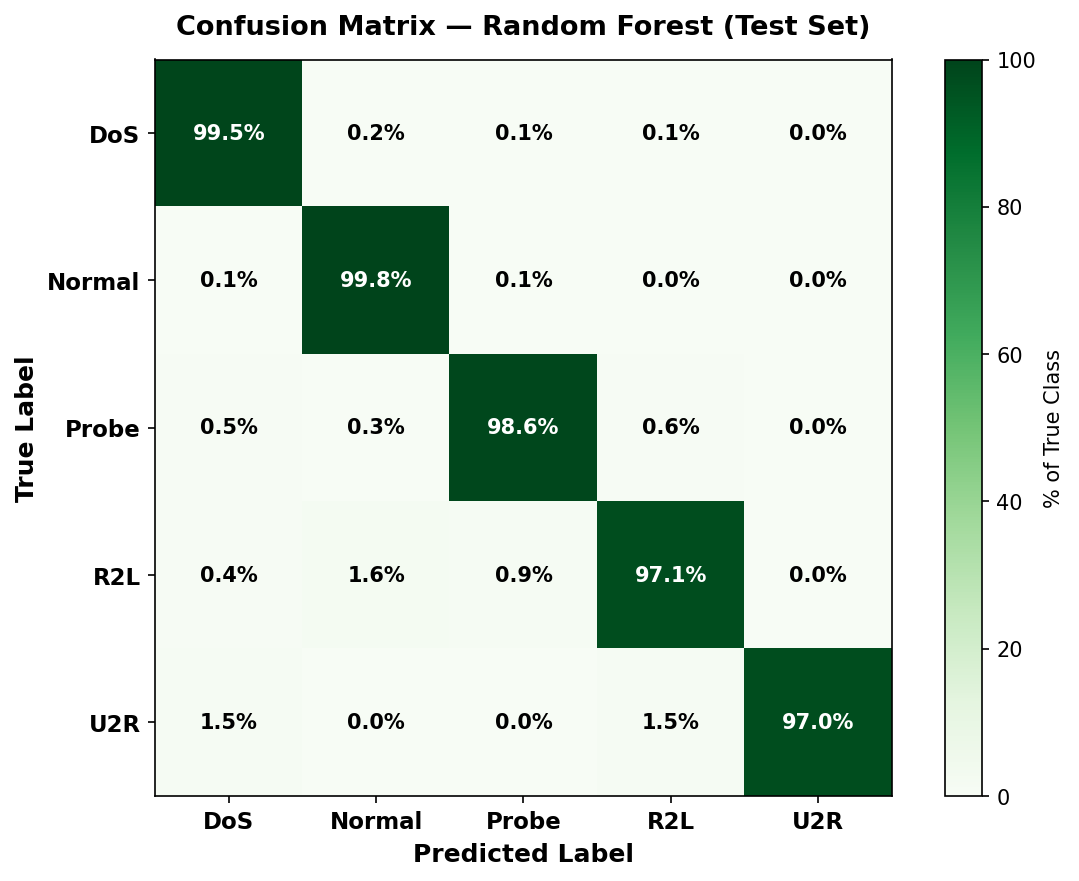 Confusion Matrix — Random Forest (Test Set)
True Label
DoS 99.5% 0.2% 0.1% 0.1% 0.0%
Normal 0.1% 99.8% 0.1% 0.0% 0.0%
Probe 0.5% 0.3% 98.6% 0.6% 0.0%
R2L 0.4% 1.6% 0.9% 97.1% 0.0%
U2R 1.5% 0.0% 0.0% 1.5% 97.0%
DoS Normal Probe R2L U2R
Predicted Label
100
80
60
40
20
0
% of True Class